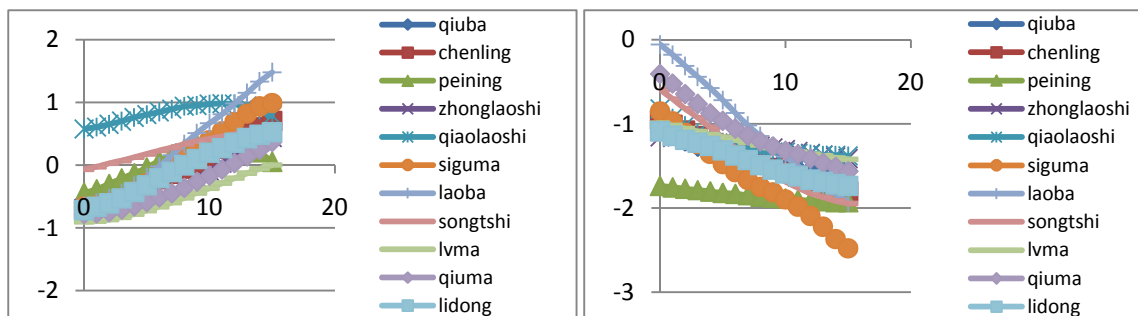 2
1
0
-1
-2
0
10
20
qiuba
chenling
peining
zhonglaoshi
qiaolaoshi
siguma
laoba
songtshi
lvma
qiuma
lidong
0
-1
-2
-3
0
10
20
qiuba
chenling
peining
zhonglaoshi
qiaolaoshi
siguma
laoba
songtshi
lvma
qiuma
lidong